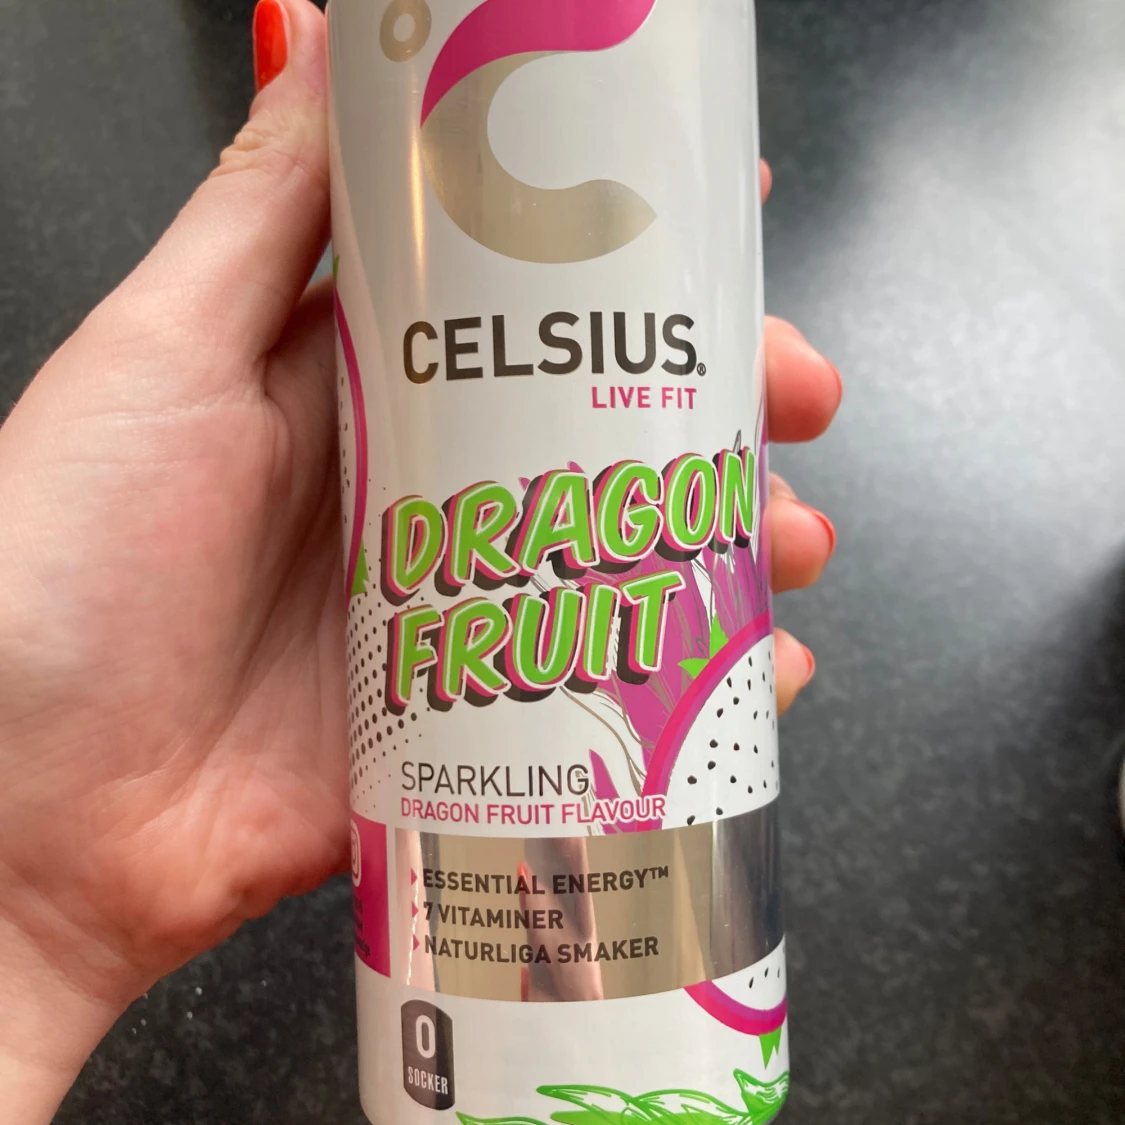 CELSIUS®
LIVE FIT
DRAGON
FRUIT
SPARKLING
DRAGON FRUIT FLAVOUR
ESSENTIAL ENERGY™
7 VITAMINER
NATURLIGA SMAKER
0
SOCKER